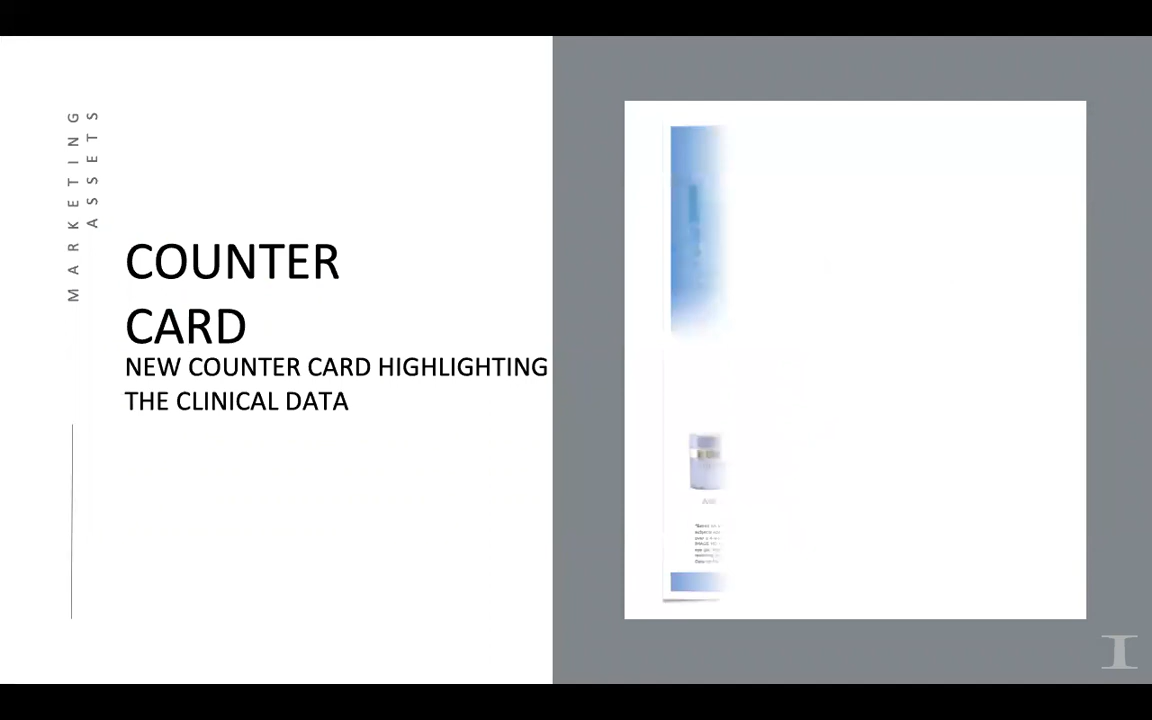 MARKETING
ASSETS
COUNTER
CARD
NEW COUNTER CARD HIGHLIGHTING
THE CLINICAL DATA
I